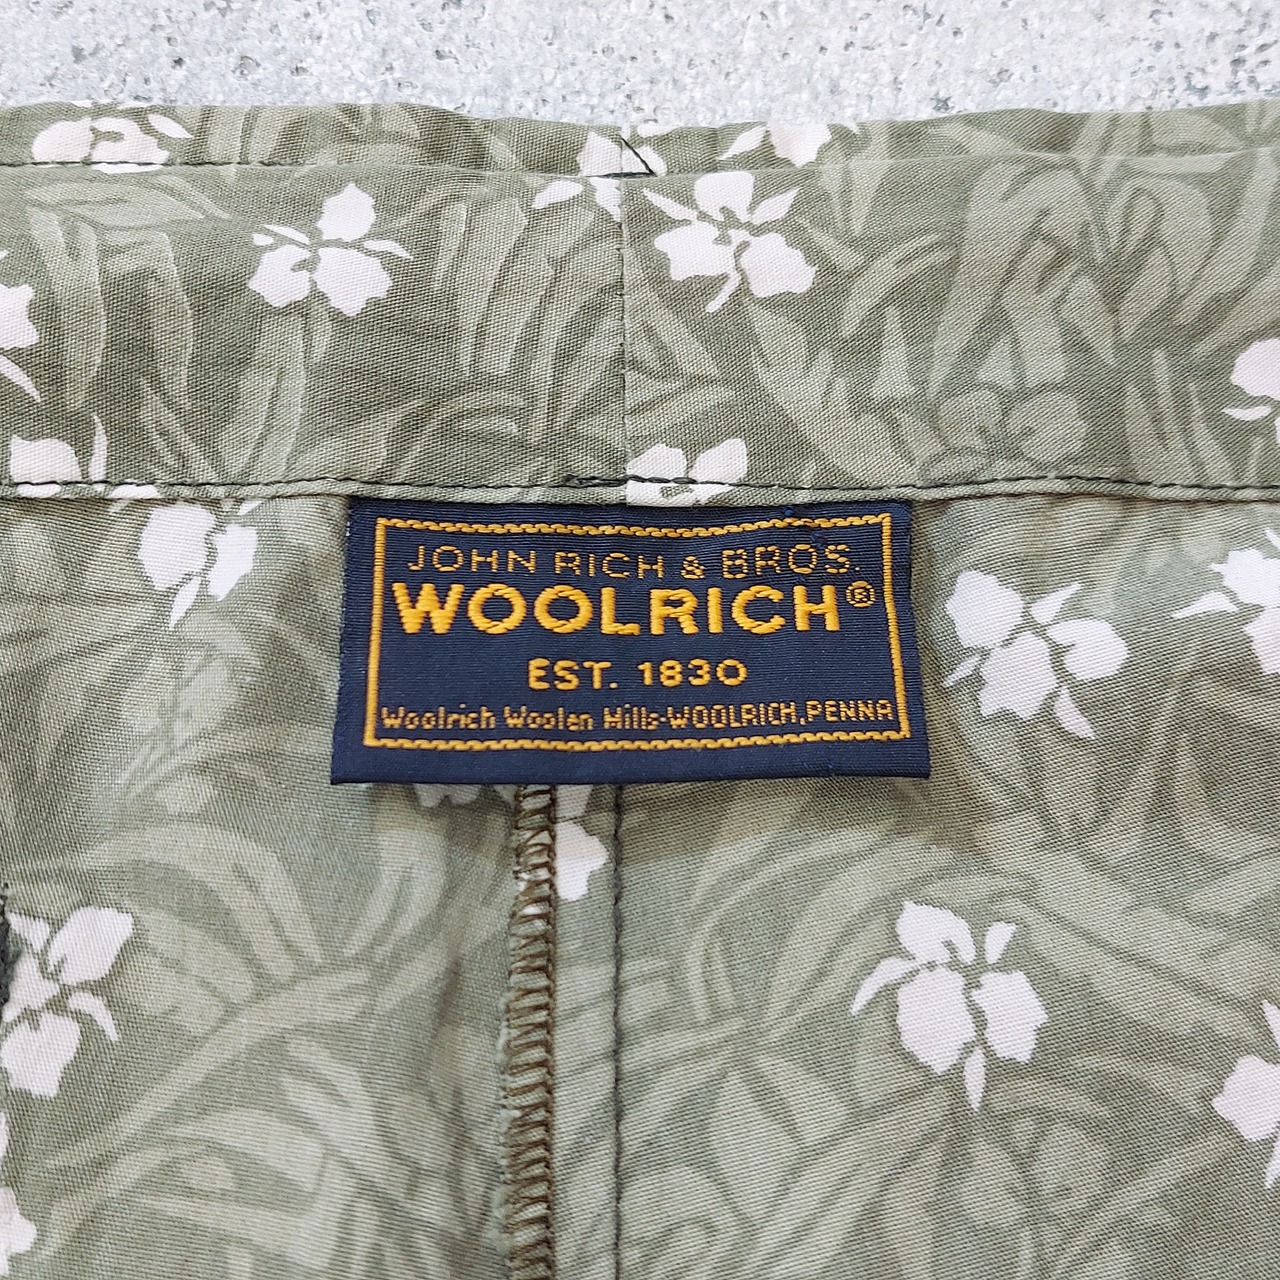 JOHN RICH & BROS.
WOOLRICH®
EST. 1830
Woolrich Woolen Mills-WOOLRICH,PENNA